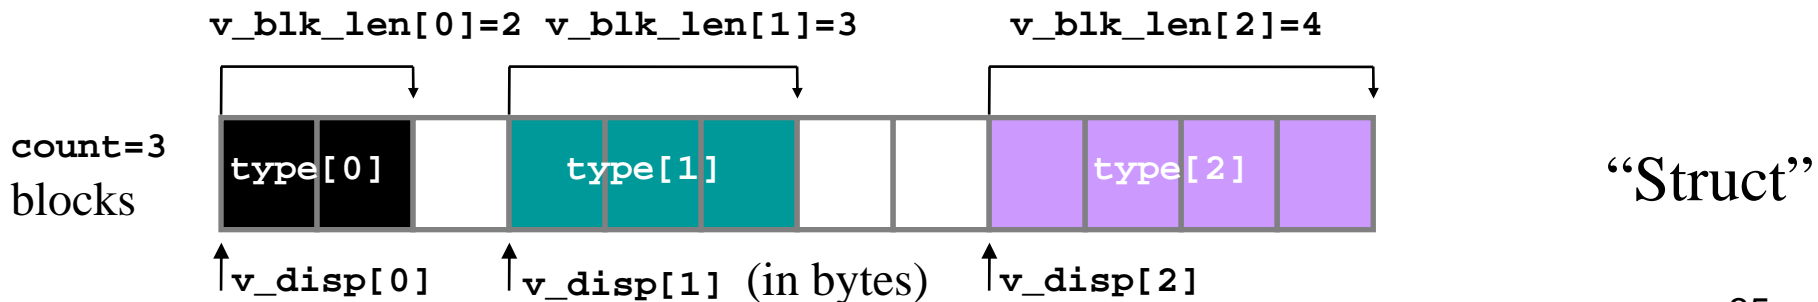 v_blk_len[0]=2 v_blk_len[1]=3 v_blk_len[2]=4
count=3
blocks
type[0] type[1] type[2]
“Struct”
v_disp[0] v_disp[1] (in bytes) v_disp[2]